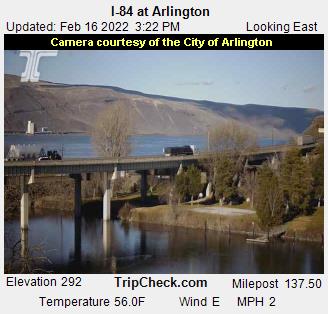 I-84 at Arlington
Updated: Feb 16 2022 3:22 PM Looking East
Camera courtesy of the City of Arlington
Elevation 292 TripCheck.com Milepost 137.50
Temperature 56.0F Wind E MPH 2